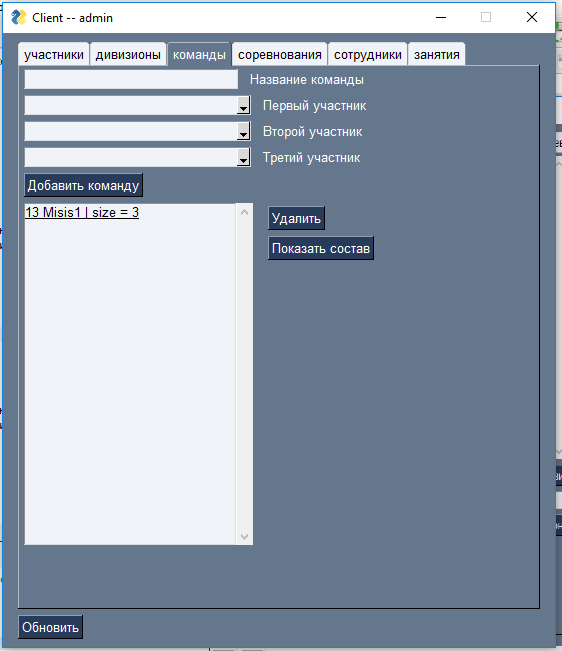 Client -- admin
участники дивизионы команды соревнования сотрудники занятия
Название команды
Первый участник
Второй участник
Третий участник
Добавить команду
13 Misis1 | size = 3
Удалить
Показать состав
Обновить